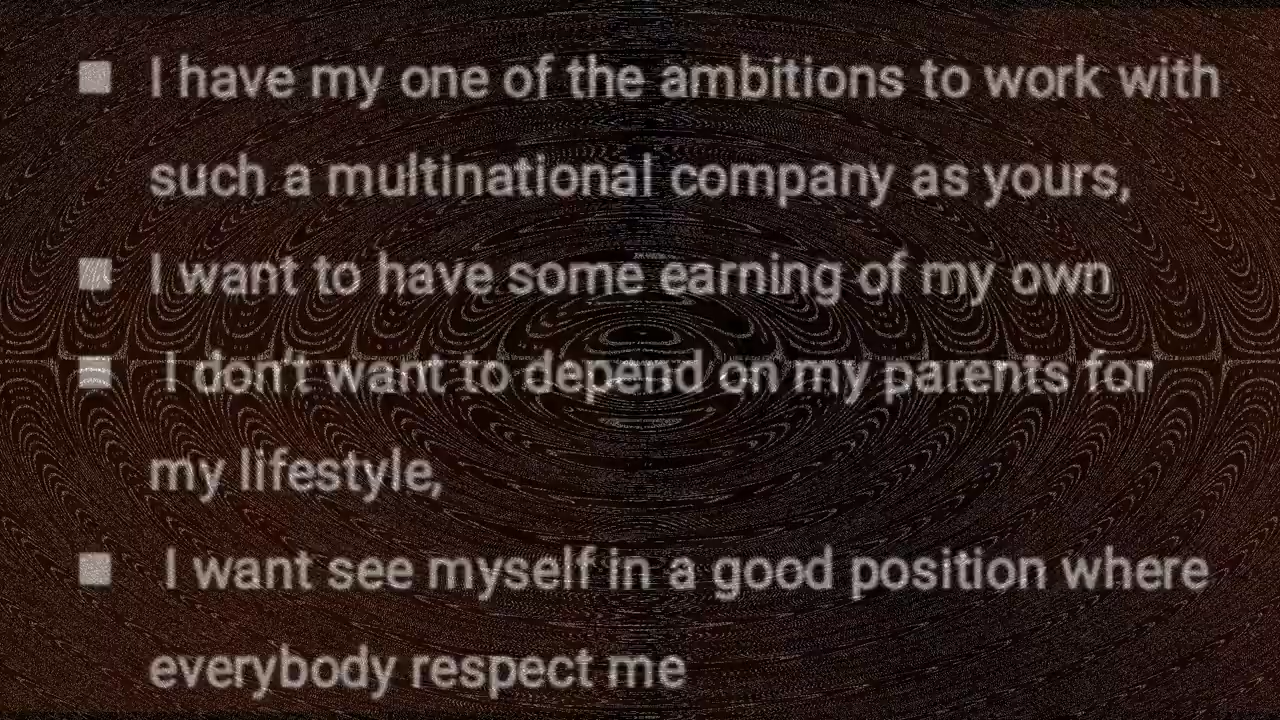 ■ I have my one of the ambitions to work with
such a multinational company as yours,
■ I want to have some earning of my own
■ I don't want to depend on my parents for
my lifestyle,
■ I want see myself in a good position where
everybody respect me